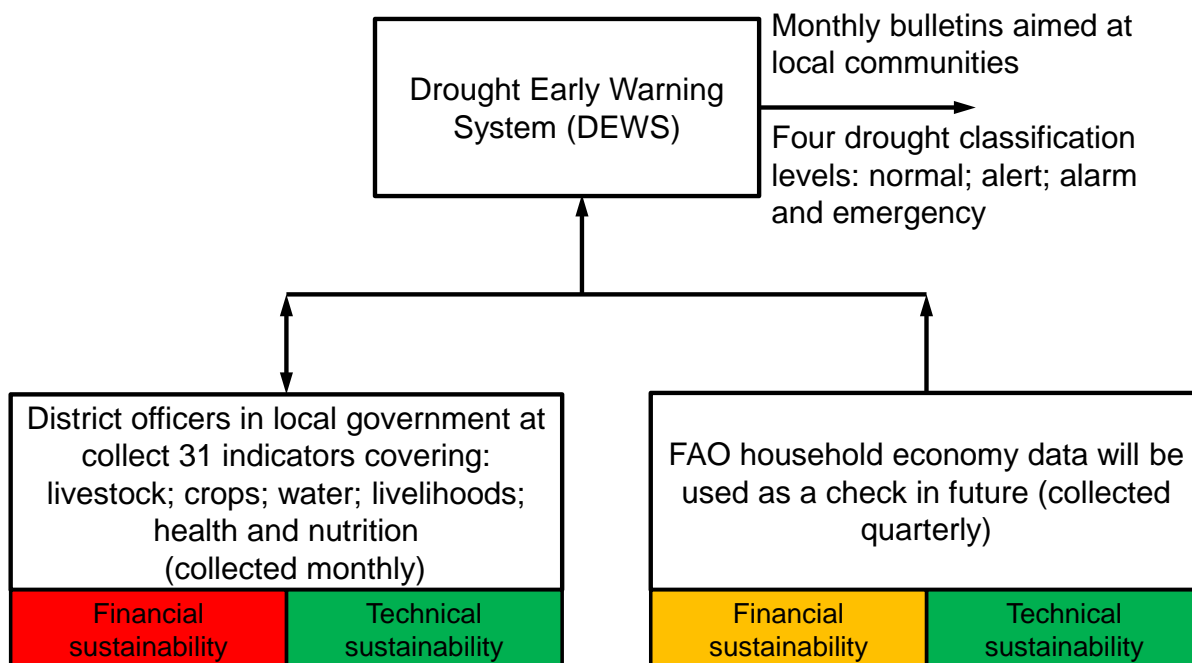 Monthly bulletins aimed at
local communities
Drought Early Warning
System (DEWS)
Four drought classification
levels: normal; alert; alarm
and emergency
District officers in local government at
collect 31 indicators covering:
livestock; crops; water; livelihoods;
health and nutrition
(collected monthly)
Financial
sustainability
Technical
sustainability
FAO household economy data will be
used as a check in future (collected
quarterly)
Financial
sustainability
Technical
sustainability